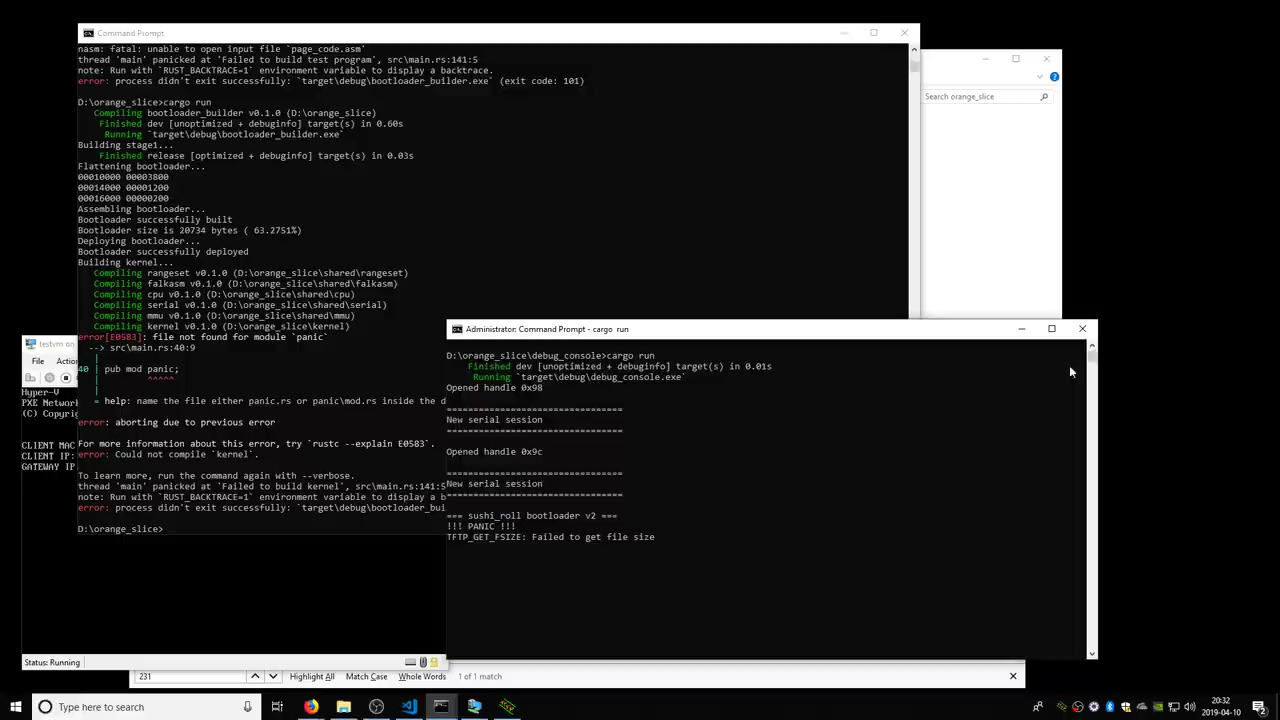 Command Prompt
nasm: fatal: unable to open input file `page_code.asm'
thread 'main' panicked at 'Failed to build test program', src\main.rs:141:5
note: Run with `RUST_BACKTRACE=1` environment variable to display a backtrace.
error: process didn't exit successfully: `target\debug\bootloader_builder.exe` (exit code: 101)
D:\orange_slice>cargo run
Compiling bootloader_builder v0.1.0 (D:\orange_slice)
Finished dev [unoptimized + debuginfo] target(s) in 0.60s
Running `target\debug\bootloader_builder.exe`
Building stage1...
Finished release [optimized + debuginfo] target(s) in 0.03s
Flattening bootloader...
00010000 00003800
00014000 00001200
00016000 00000200
Assembling bootloader...
Bootloader successfully built
Bootloader size is 20734 bytes ( 63.2751%)
Deploying bootloader...
Bootloader successfully deployed
Building kernel...
Compiling rangeset v0.1.0 (D:\orange_slice\shared\rangeset)
Compiling falkasm v0.1.0 (D:\orange_slice\shared\falkasm)
Compiling cpu v0.1.0 (D:\orange_slice\shared\cpu)
Compiling serial v0.1.0 (D:\orange_slice\shared\serial)
Compiling mmu v0.1.0 (D:\orange_slice\shared\mmu)
Compiling kernel v0.1.0 (D:\orange_slice\kernel)
error[E0583]: file not found for module `panic`
--> src\main.rs:40:9
|
40 | pub mod panic;
| ^^^^^
|
= help: name the file either panic.rs or panic\mod.rs inside the d
error: aborting due to previous error
For more information about this error, try `rustc --explain E0583`.
error: Could not compile `kernel`.
To learn more, run the command again with --verbose.
thread 'main' panicked at 'Failed to build kernel', src\main.rs:141:5
note: Run with `RUST_BACKTRACE=1` environment variable to display a b
error: process didn't exit successfully: `target\debug\bootloader_bui
D:\orange_slice>
Search orange_slice
testvm on
File Action
Hyper-V
PXE Network
(C) Copyrig
CLIENT MAC
CLIENT IP:
GATEWAY IP
Status: Running
Administrator: Command Prompt - cargo run
D:\orange_slice\debug_console>cargo run
Finished dev [unoptimized + debuginfo] target(s) in 0.01s
Running `target\debug\debug_console.exe`
Opened handle 0x98
=================================
New serial session
=================================
Opened handle 0x9c
=================================
New serial session
=================================
=== sushi_roll bootloader v2 ===
!!! PANIC !!!
TFTP_GET_FSIZE: Failed to get file size
231 Highlight All Match Case Whole Words 1 of 1 match
Type here to search
20:32
2019-04-10